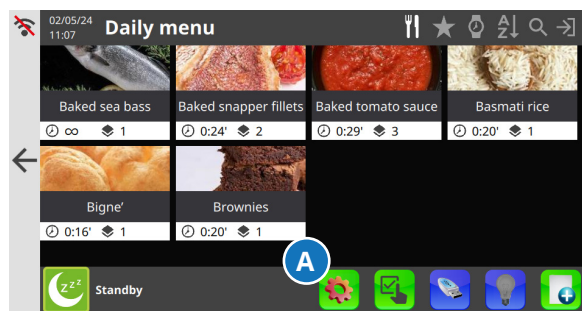 02/05/24
11:07
Daily menu
A
Z
Baked sea bass
Baked snapper fillets
Baked tomato sauce
Basmati rice
∞ 1
0:24' 2
0:29' 3
0:20' 1
Bigne'
Brownies
0:16' 1
0:20' 1
A
zzz
Standby